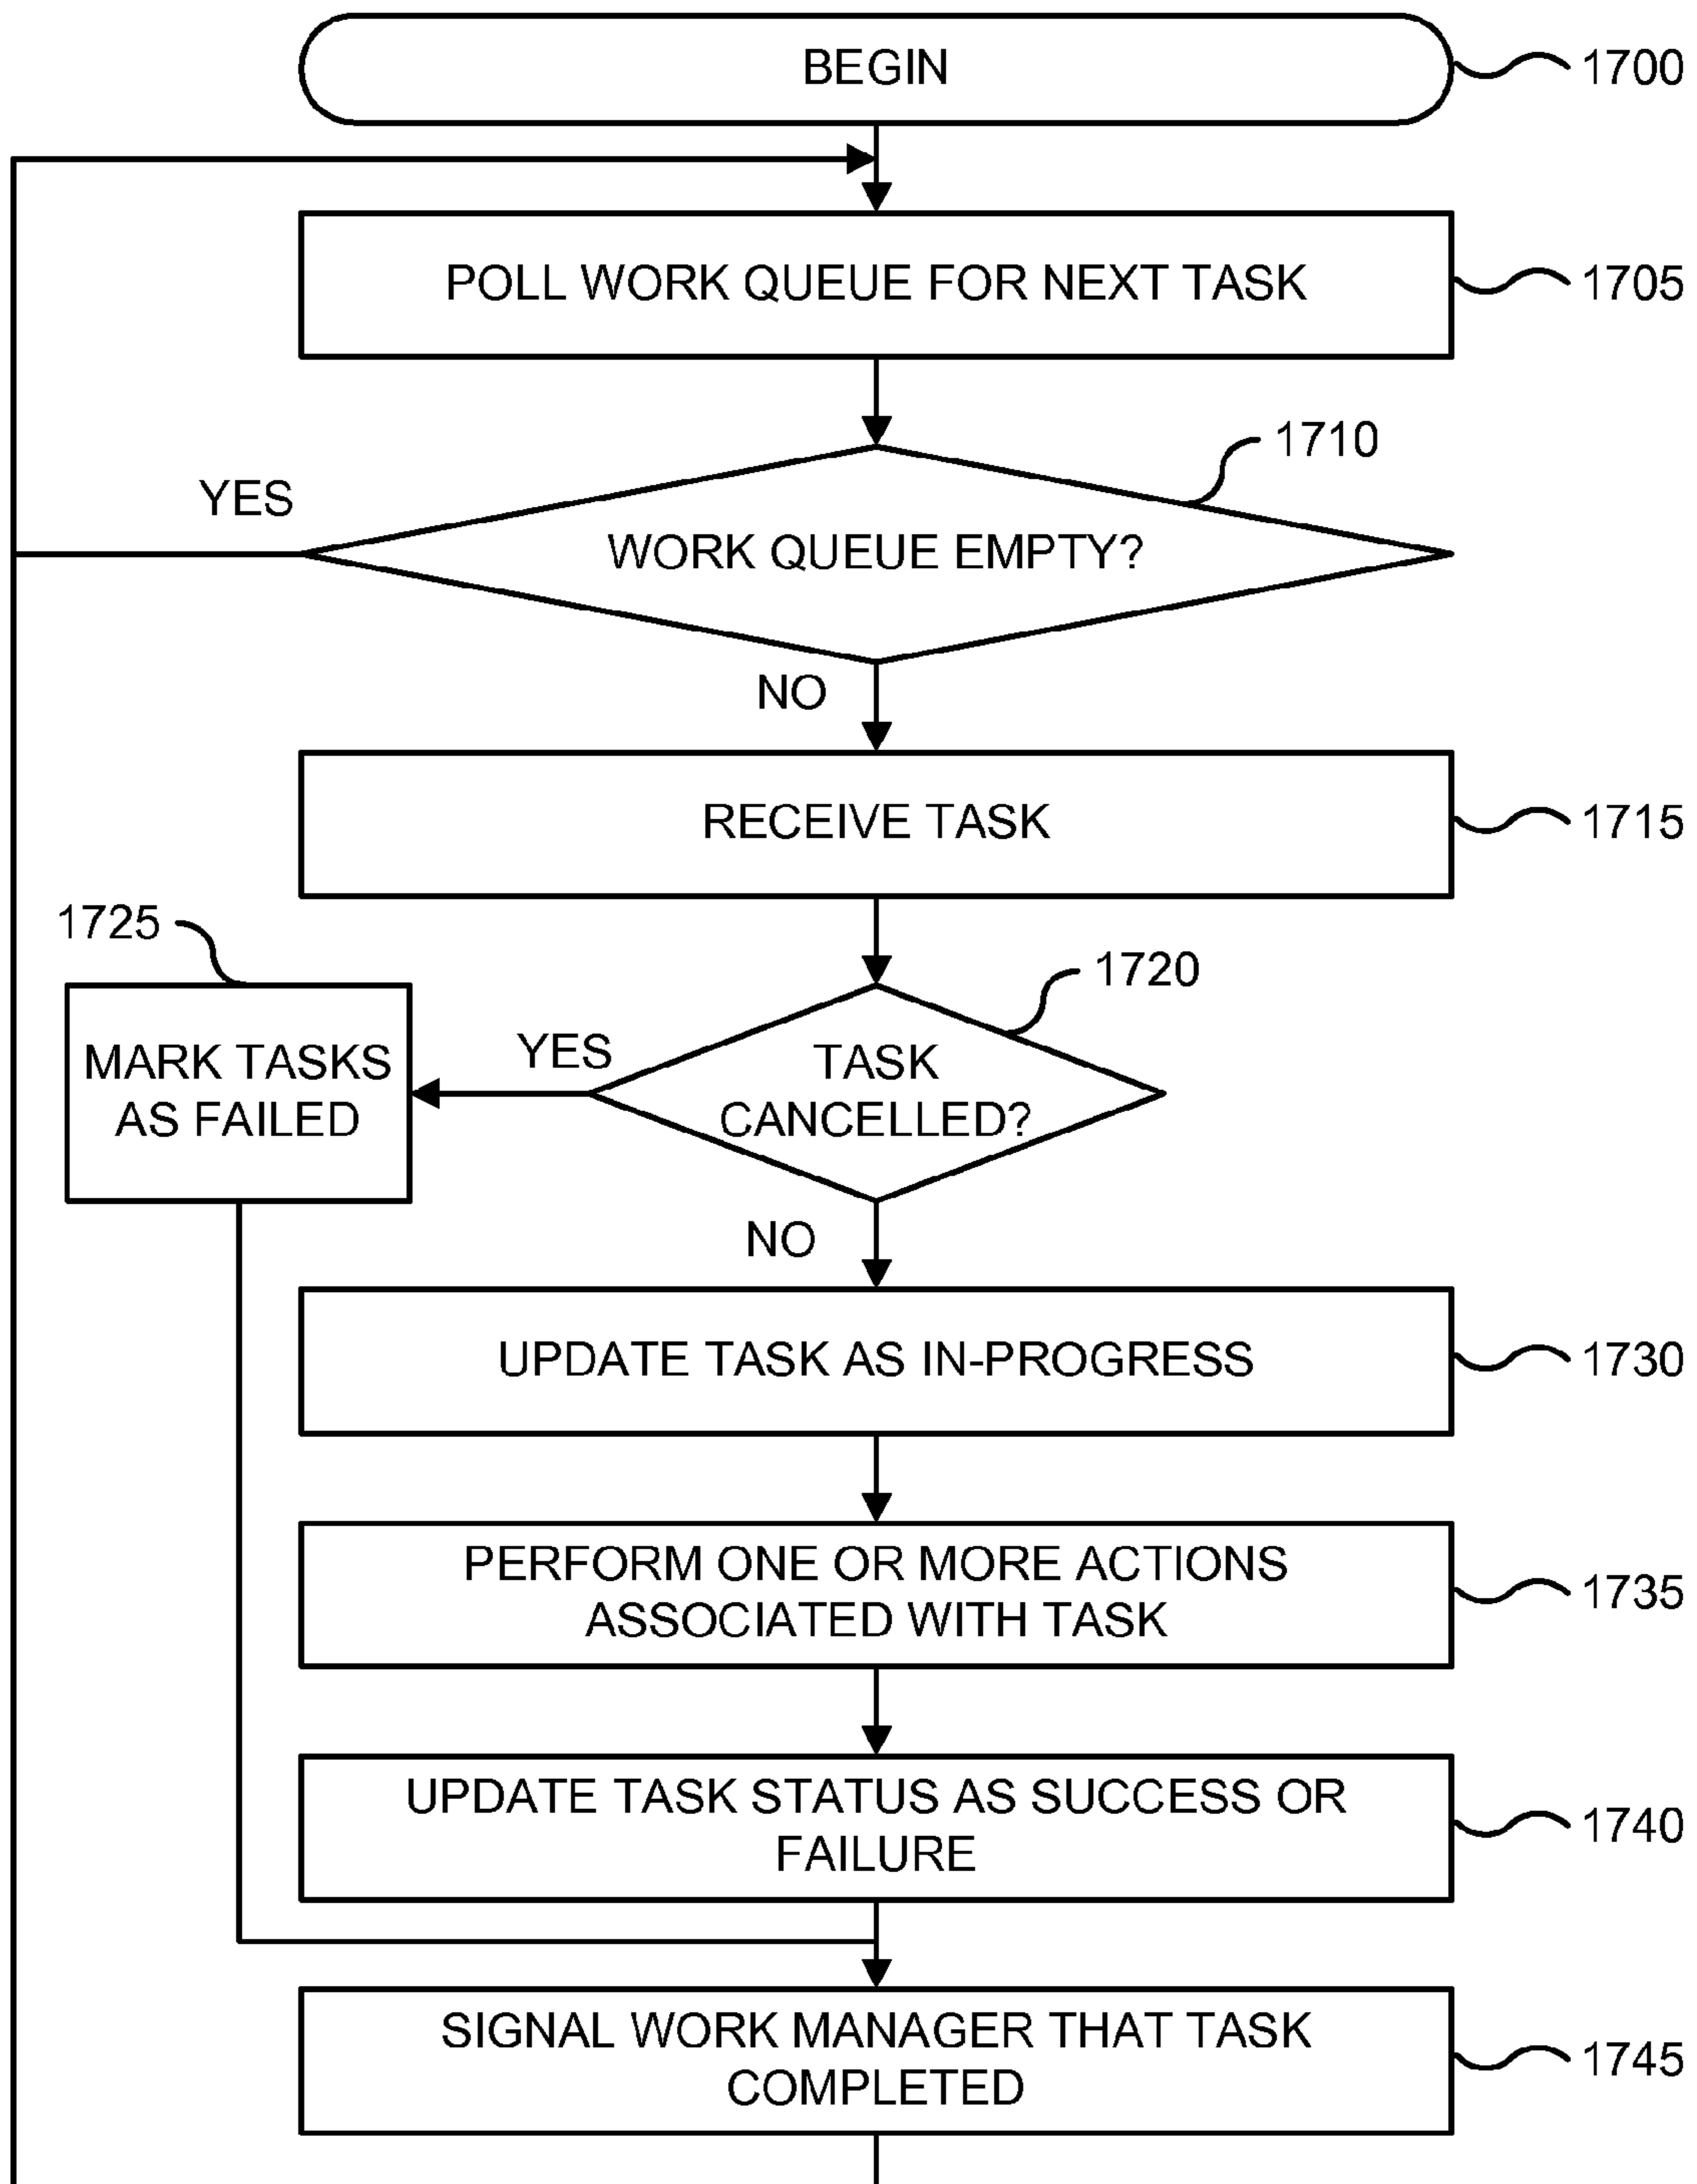 BEGIN
1700
POLL WORK QUEUE FOR NEXT TASK
1705
1710
YES
WORK QUEUE EMPTY?
NO
RECEIVE TASK
1715
1725
1720
MARK TASKS
AS FAILED
YES
TASK
CANCELLED?
NO
UPDATE TASK AS IN-PROGRESS
1730
PERFORM ONE OR MORE ACTIONS
ASSOCIATED WITH TASK
1735
UPDATE TASK STATUS AS SUCCESS OR
FAILURE
1740
SIGNAL WORK MANAGER THAT TASK
COMPLETED
1745